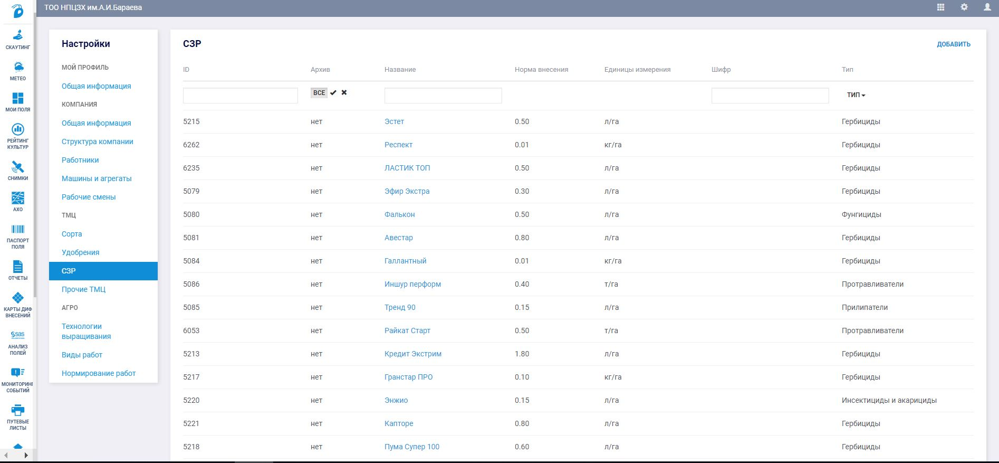 ТОО НПЦЗХ им.А.И.Бараева
СКАУТИНГ
МЕТЕО
МОИ ПОЛЯ
РЕЙТИНГ
КУЛЬТУР
СНИМКИ
АХО
ПАСПОРТ
ПОЛЯ
ОТЧЕТЫ
КАРТЫ ДИФ
ВНЕСЕНИЙ
sas
АНАЛИЗ
ПОЛЕЙ
МОНИТОРИНГ
СОБЫТИЙ
ПУТЕВЫЕ
ЛИСТЫ
Настройки
МОЙ ПРОФИЛЬ
Общая информация
КОМПАНИЯ
Общая информация
Структура компании
Работники
Машины и агрегаты
Рабочие смены
ТМЦ
Сорта
Удобрения
СЗР
Прочие ТМЦ
АГРО
Технологии
выращивания
Виды работ
Нормирование работ
СЗР ДОБАВИТЬ
ID Архив Название Норма внесения Единицы измерения Шифр Тип
ВСЕ ТИП
5215 нет Эстет 0.50 л/га Гербициды
6262 нет Респект 0.01 кг/га Гербициды
6235 нет ЛАСТИК ТОП 0.50 л/га Гербициды
5079 нет Эфир Экстра 0.30 л/га Гербициды
5080 нет Фалькон 0.50 л/га Фунгициды
5081 нет Авестар 0.80 л/га Гербициды
5084 нет Галлантный 0.01 кг/га Гербициды
5086 нет Иншур перформ 0.40 т/га Протравливатели
5085 нет Тренд 90 0.15 л/га Прилипатели
6053 нет Райкат Старт 0.50 т/га Протравливатели
5213 нет Кредит Экстрим 1.80 л/га Гербициды
5217 нет Гранстар ПРО 0.10 кг/га Гербициды
5220 нет Энжио 0.15 л/га Инсектициды и акарициды
5221 нет Капторе 0.80 л/га Гербициды
5218 нет Пума Супер 100 0.60 л/га Гербициды